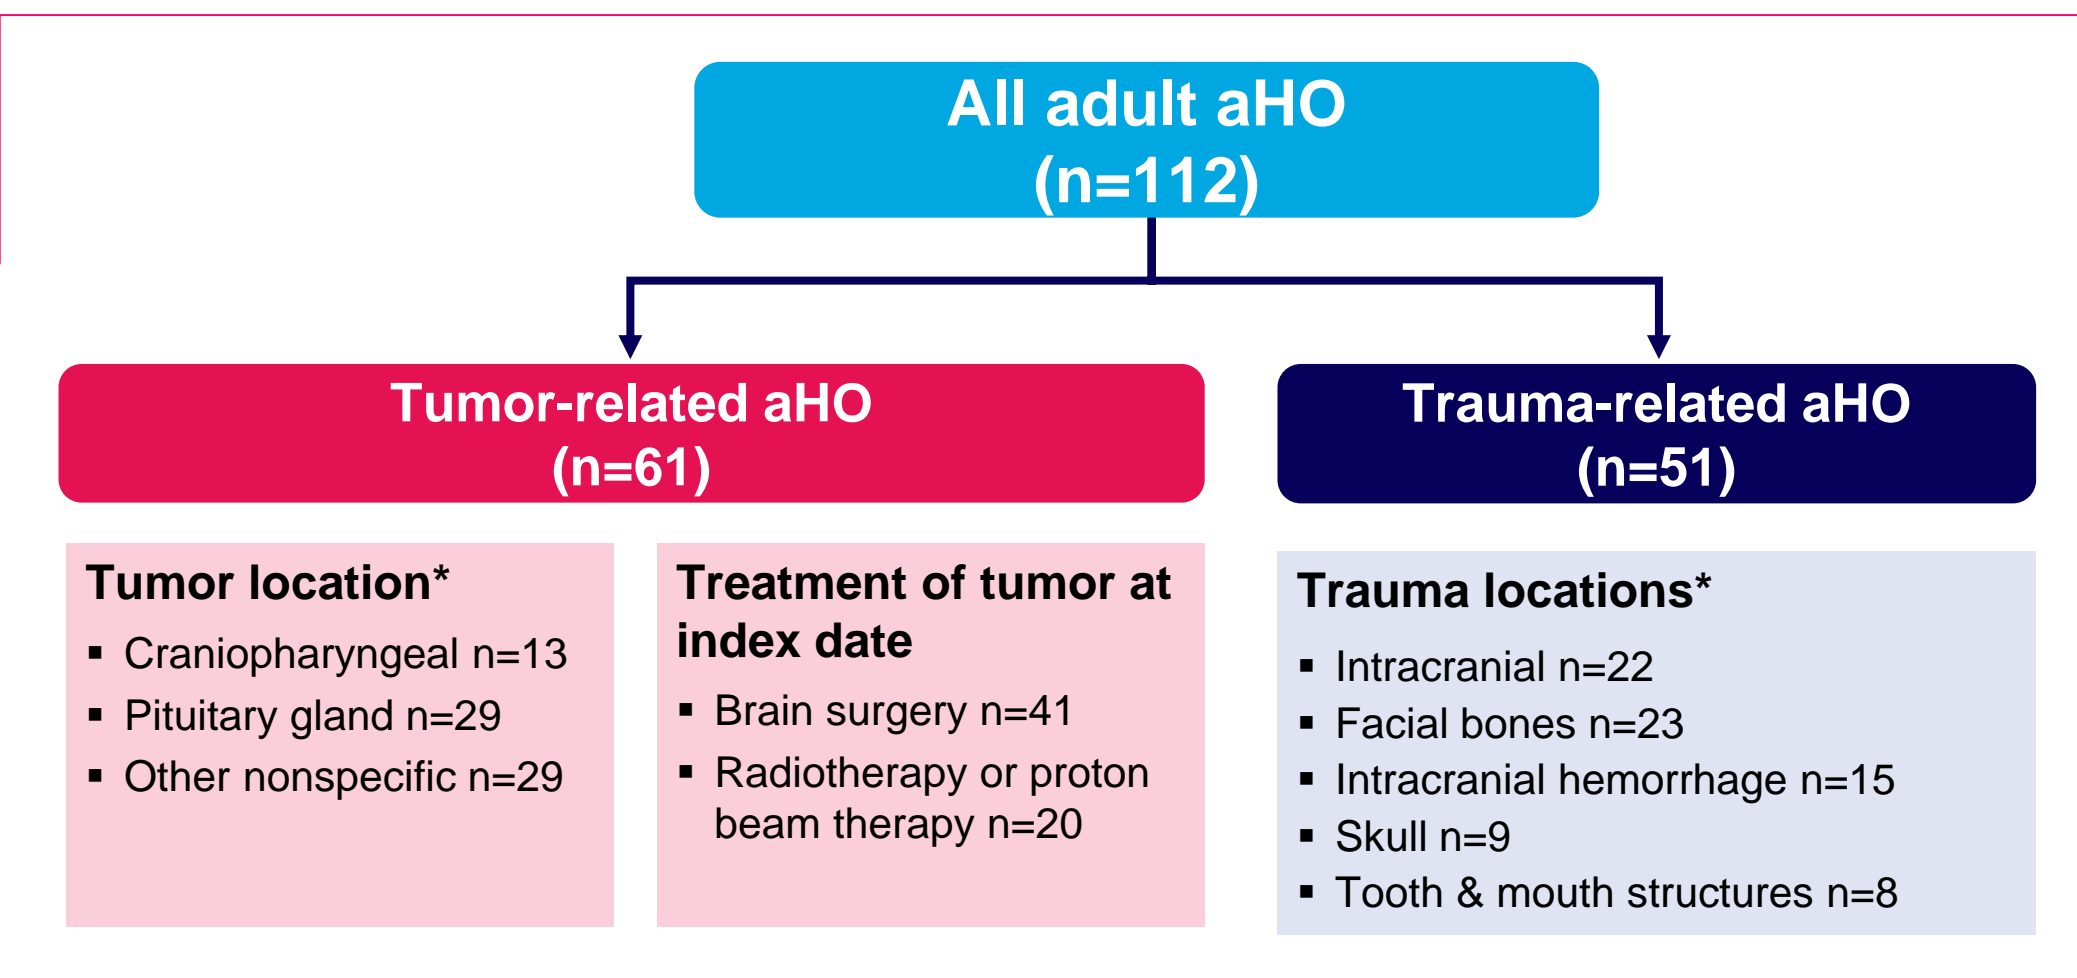 All adult aHO
(n=112)
Tumor-related aHO
(n=61)
Trauma-related aHO
(n=51)
Tumor location*
▪ Craniopharyngeal n=13
▪ Pituitary gland n=29
▪ Other nonspecific n=29
Treatment of tumor at
index date
▪ Brain surgery n=41
▪ Radiotherapy or proton
beam therapy n=20
Trauma locations*
▪ Intracranial n=22
▪ Facial bones n=23
▪ Intracranial hemorrhage n=15
▪ Skull n=9
▪ Tooth & mouth structures n=8